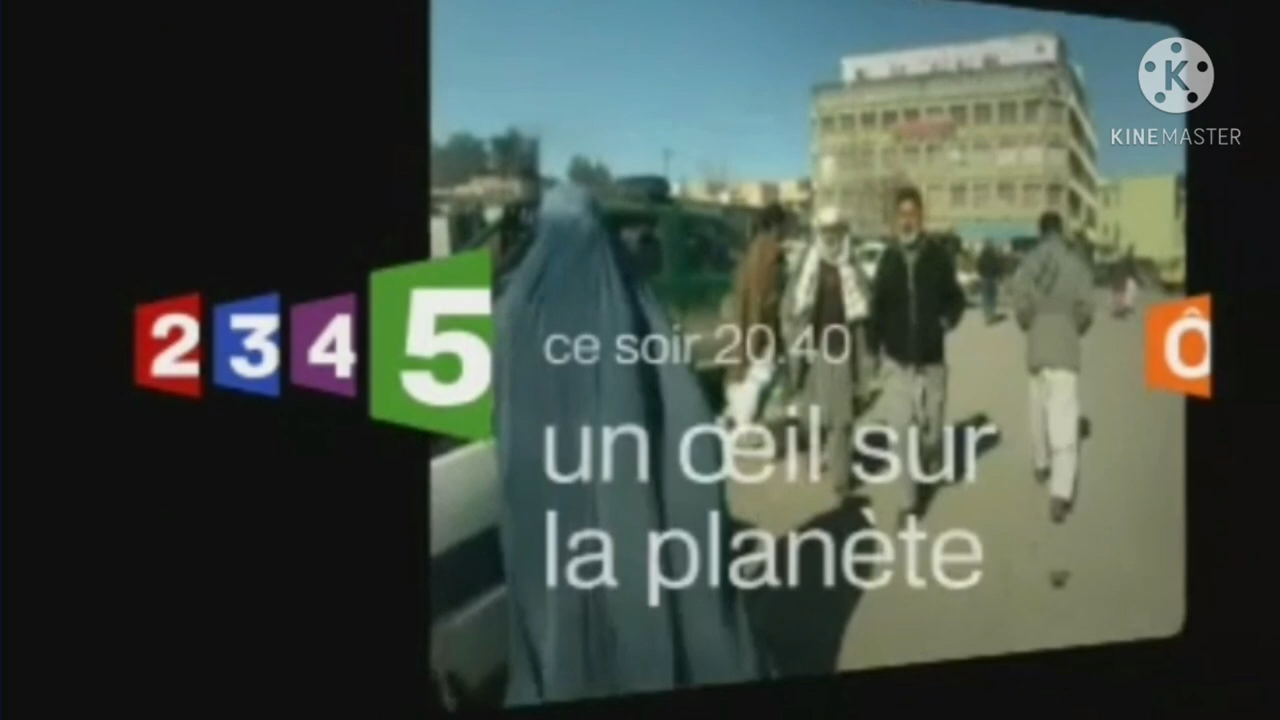 K
KINEMASTER
2 3 4 5 Ô
ce soir 20.40
un œil sur
la planète